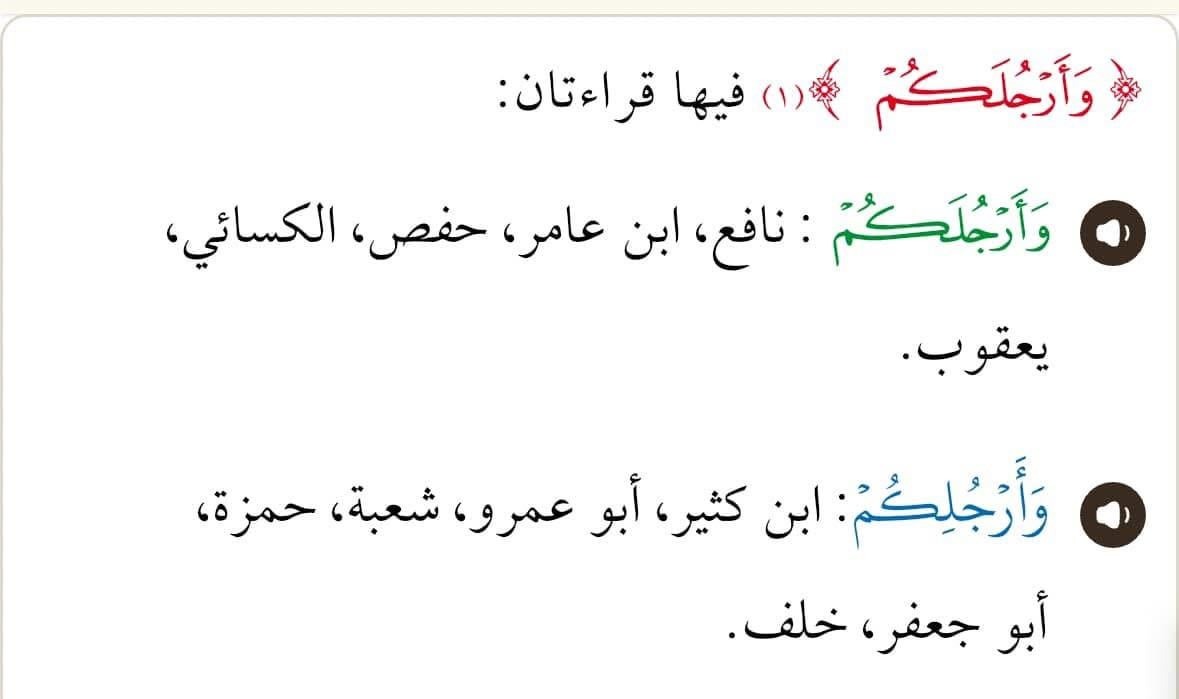 ﴿ وَأَرۡجُلَكُمۡ ﴾(١) فيها قراءتان:
وَأَرۡجُلَكُمۡ : نافع، ابن عامر، حفص، الكسائي،
يعقوب.
وَأَرۡجُلِكُمۡ: ابن كثير، أبو عمرو، شعبة، حمزة،
أبو جعفر، خلف.